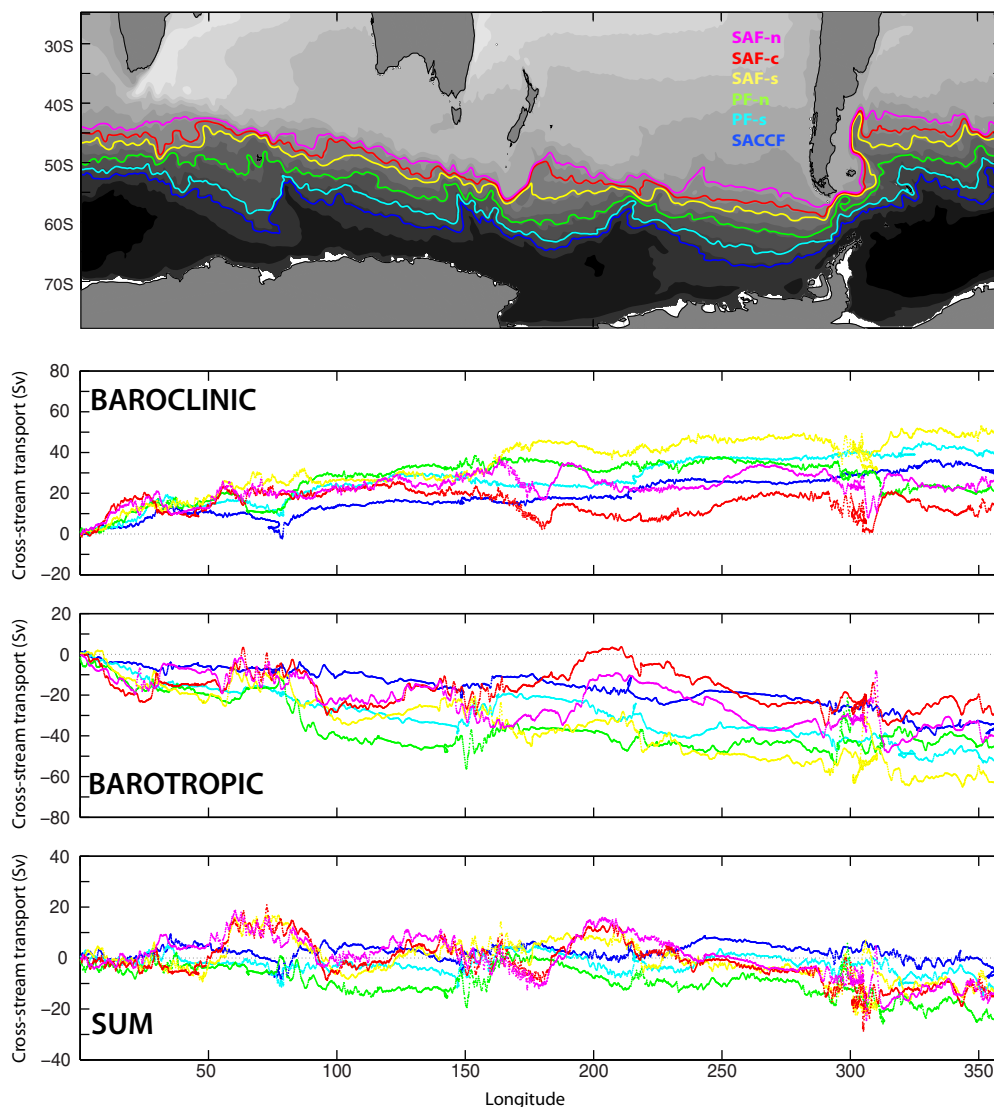 30S
40S
50S
60S
70S
SAF-n
SAF-c
SAF-s
PF-n
PF-s
SACCF
Cross-stream transport (Sv)
80
60
40
20
0
−20
BAROCLINIC
Cross-stream transport (Sv)
20
0
−20
−40
−60
−80
BAROTROPIC
Cross-stream transport (Sv)
40
20
0
−20
−40
SUM
50
100
150
200
250
300
350
Longitude